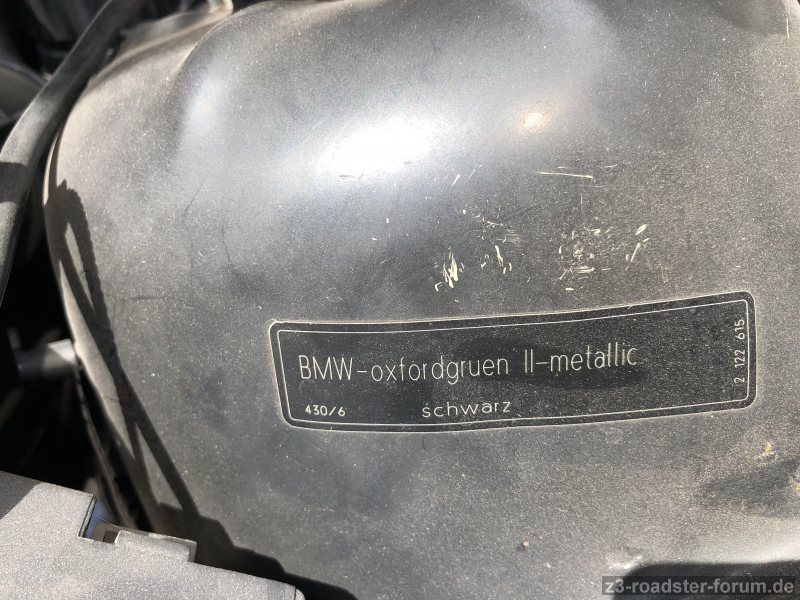 BMW-oxfordgruen II-metallic
430/6
schwarz
2 122 615
z3-roadster-forum.de